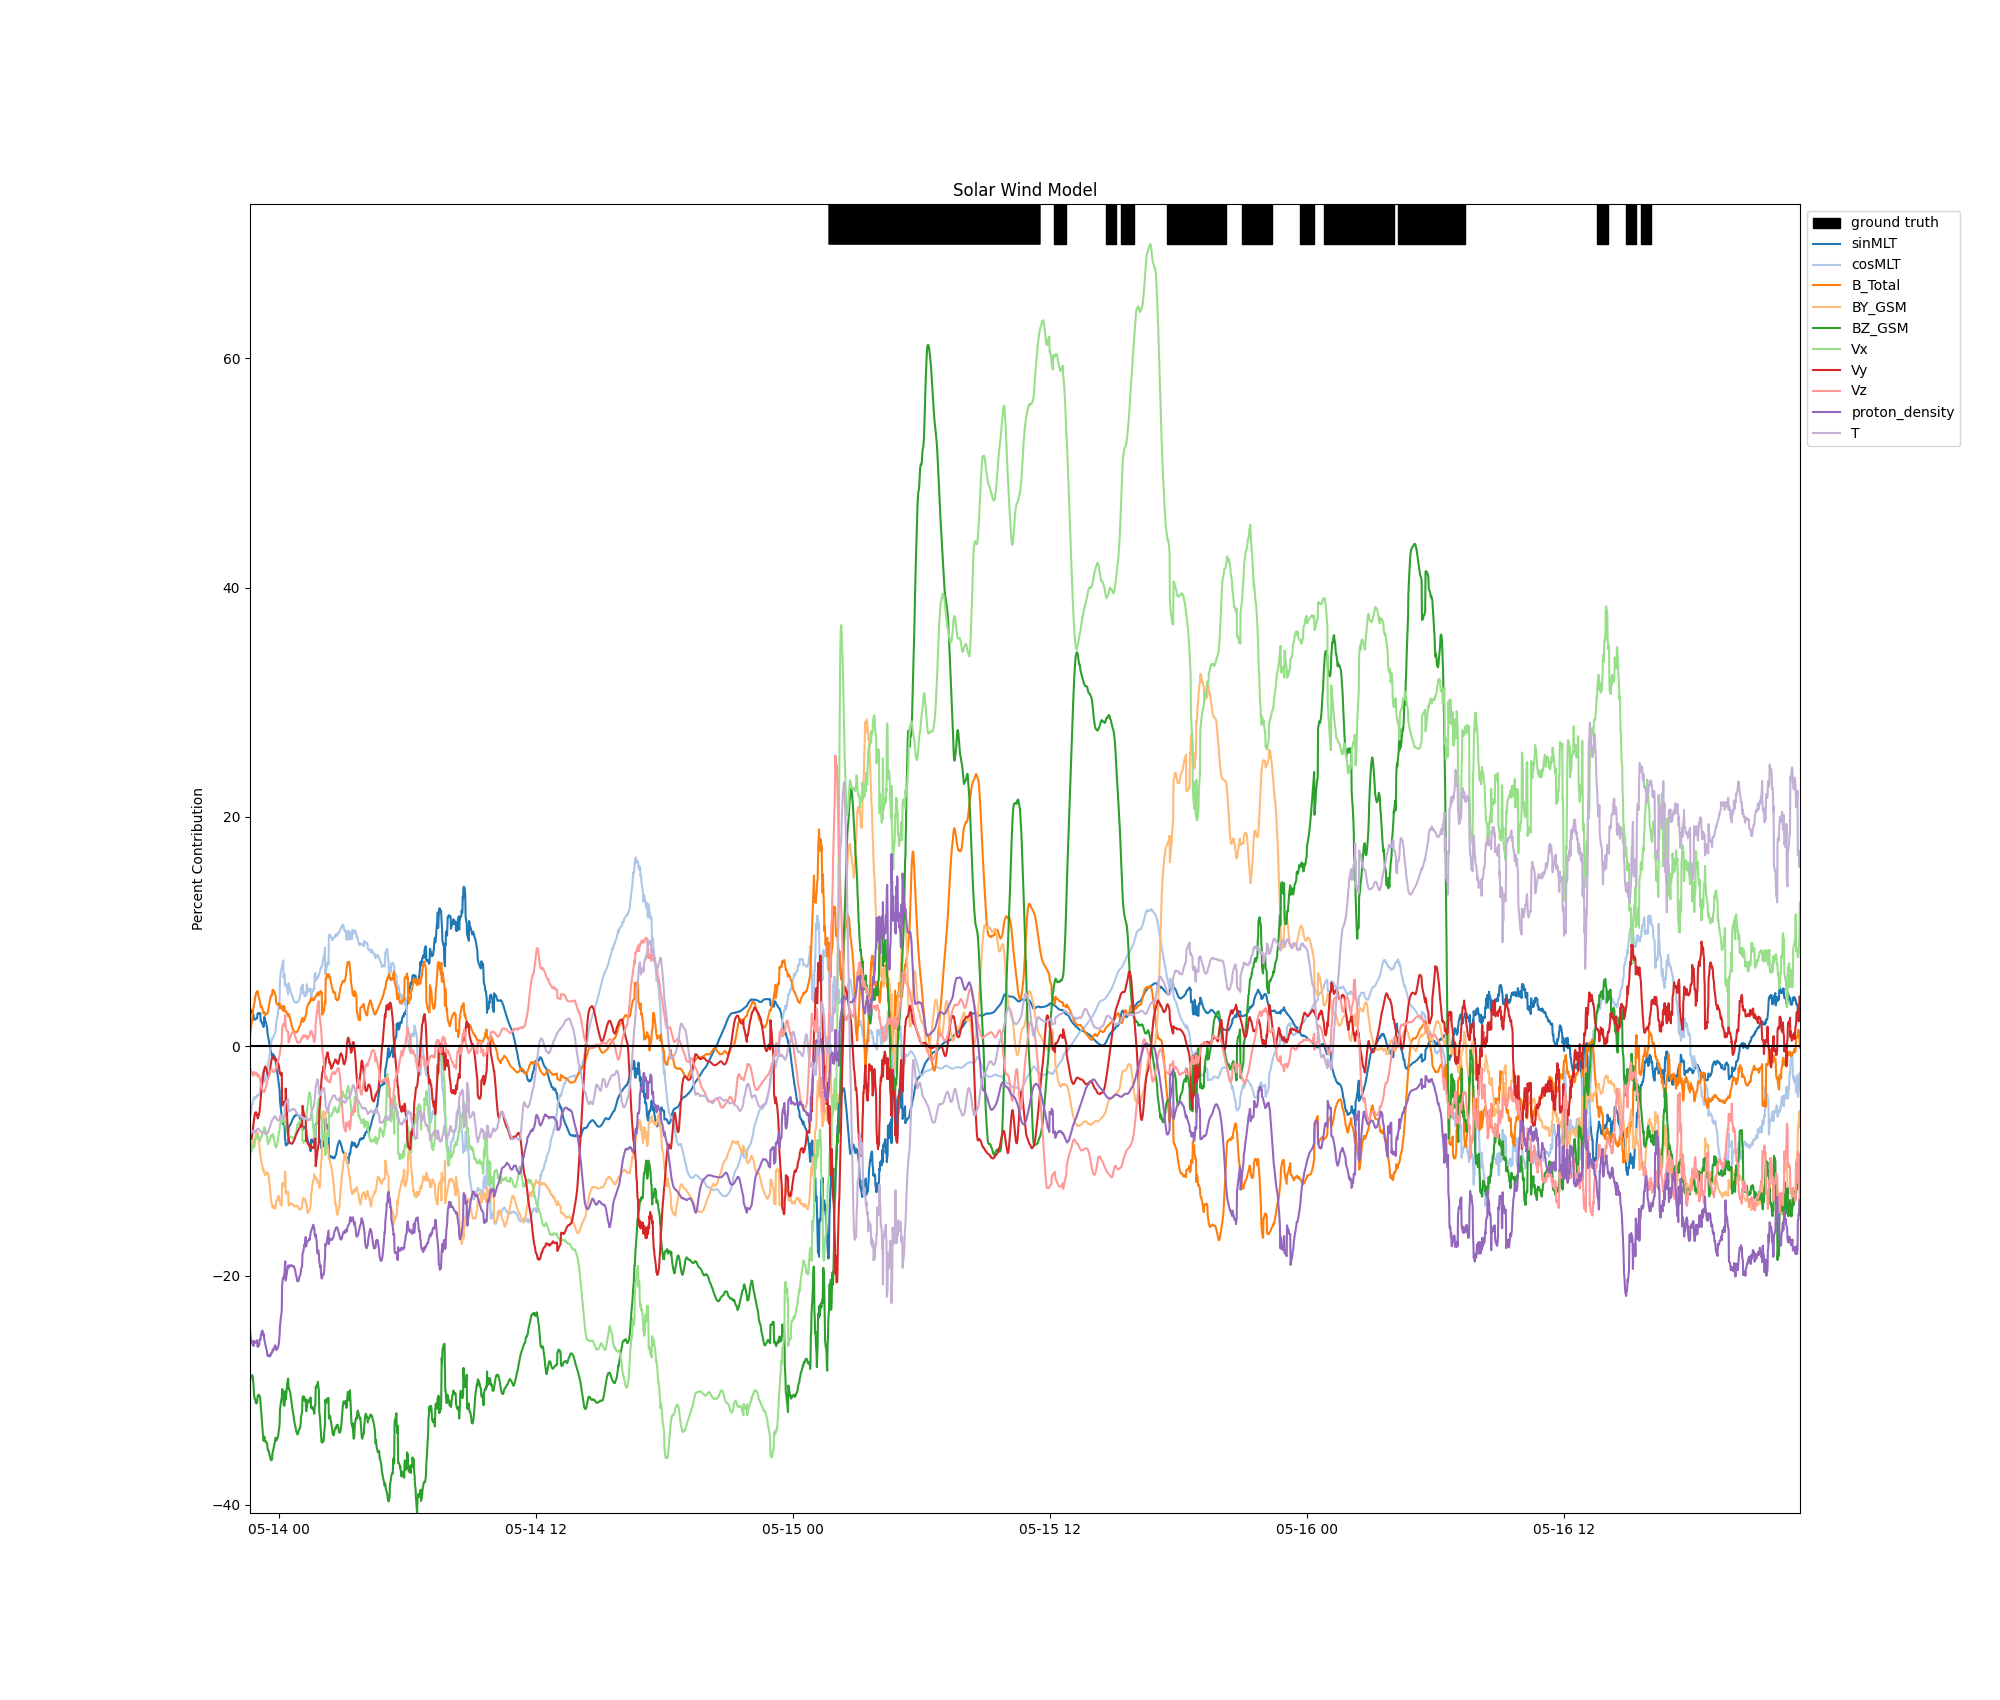 Solar Wind Model
ground truth
sinMLT
cosMLT
B_Total
BY_GSM
BZ_GSM
Vx
Vy
Vz
proton_density
T
Percent Contribution
60
40
20
0
−20
−40
05-14 00
05-14 12
05-15 00
05-15 12
05-16 00
05-16 12